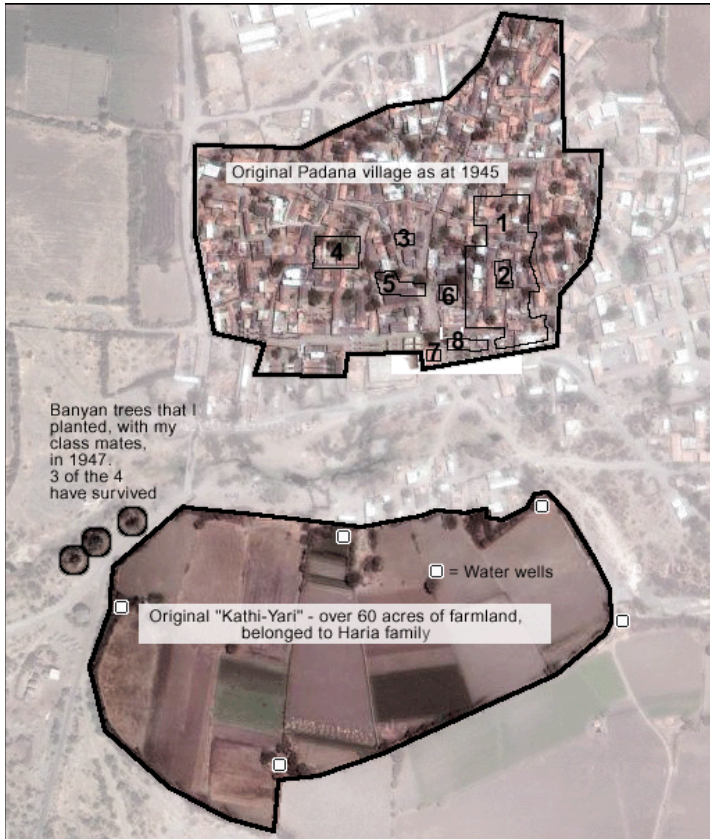 Original Padana village as at 1945
1
3
4
2
5
6
8
7
Banyan trees that I
planted, with my
class mates,
in 1947.
3 of the 4
have survived
= Water wells
Original "Kathi-Yari" - over 60 acres of farmland,
belonged to Haria family